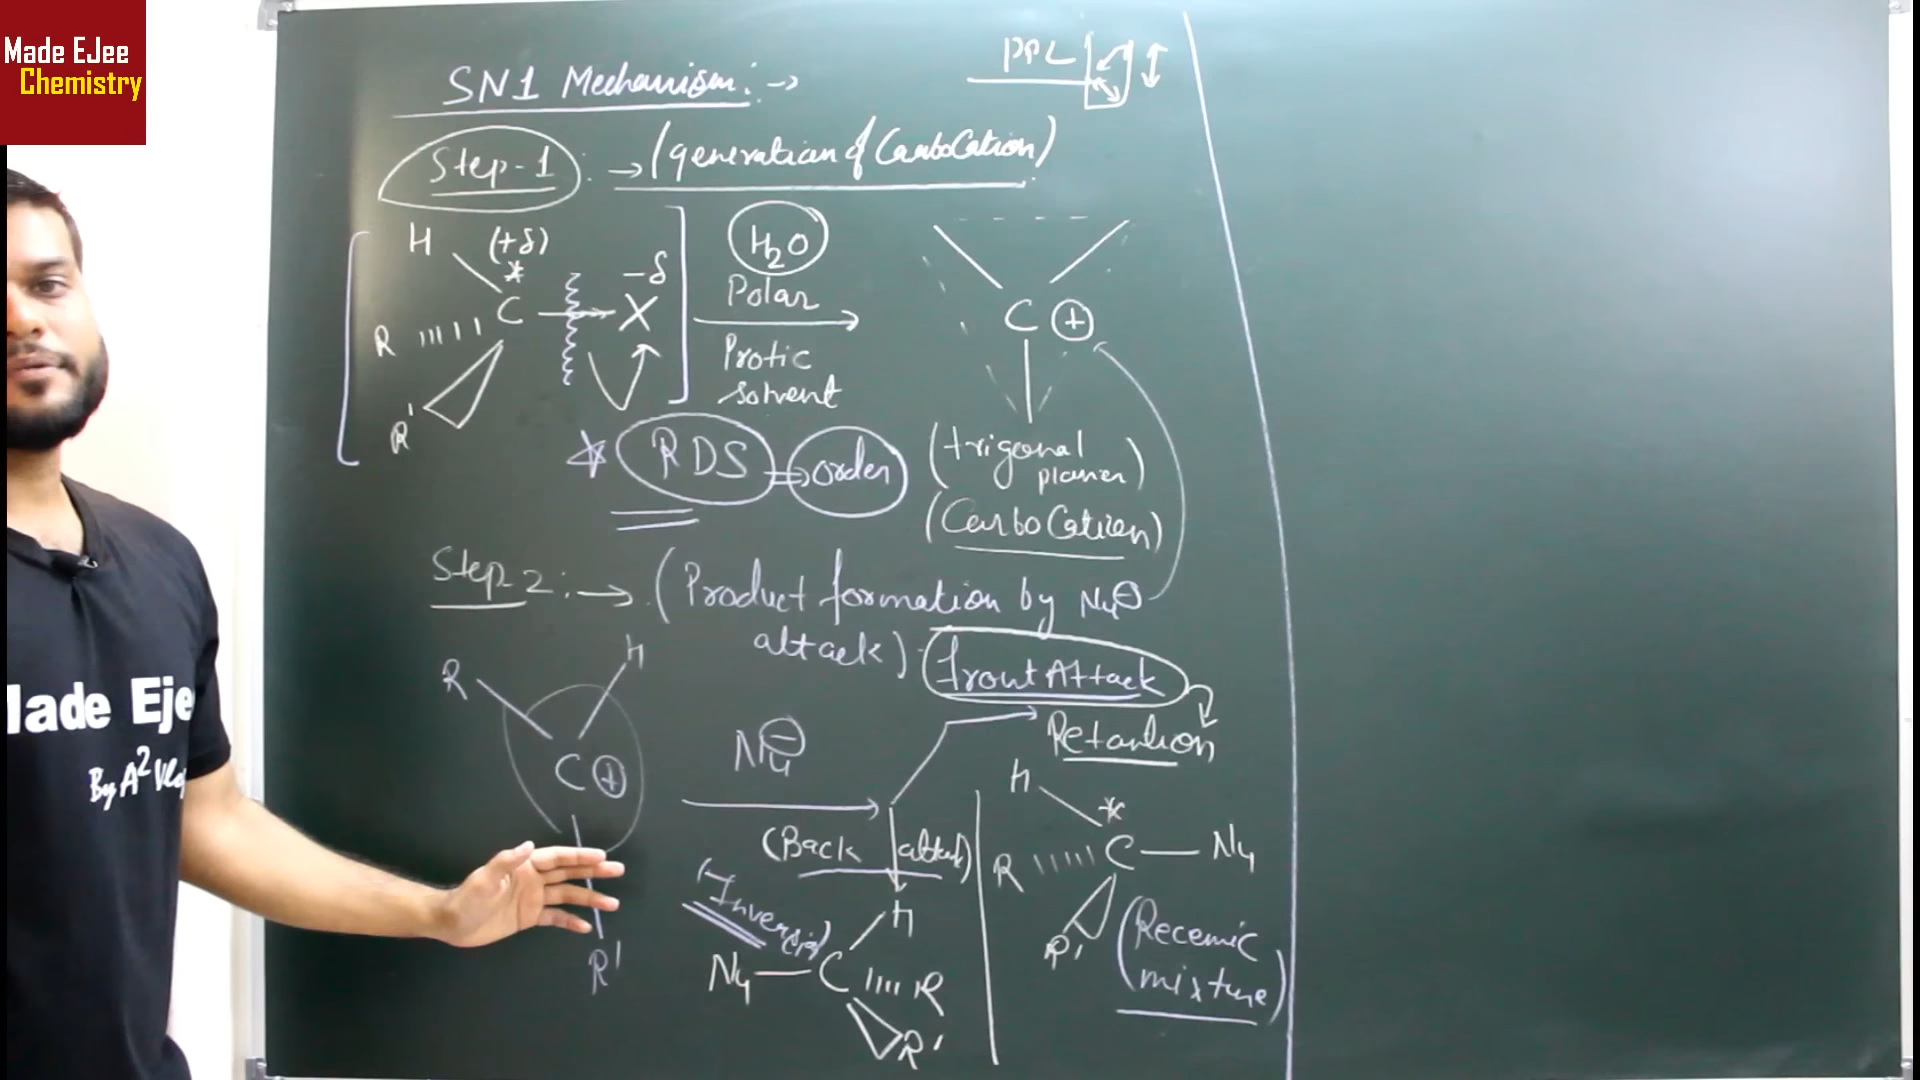 Made EJee
Chemistry
SN1 Mechanism :→
PPL
Step-1 :→ (generation of Carbocation)
H (+δ)
*
C X -δ
R
R'
H2O
Polar
Protic
solvent
C +
RDS ⇒ order
(trigonal
planar)
(Carbocation)
Step 2 :→ (Product formation by Nu⊖
attack)
front Attack
Retantion
R H
C +
R'
Nu⊖
(Back attack)
(Inversion)
H
Nu—C R
R'
H
*
R C—Nu
R'
(Recemic
mixture)
Made Eje
By A2 Vlo